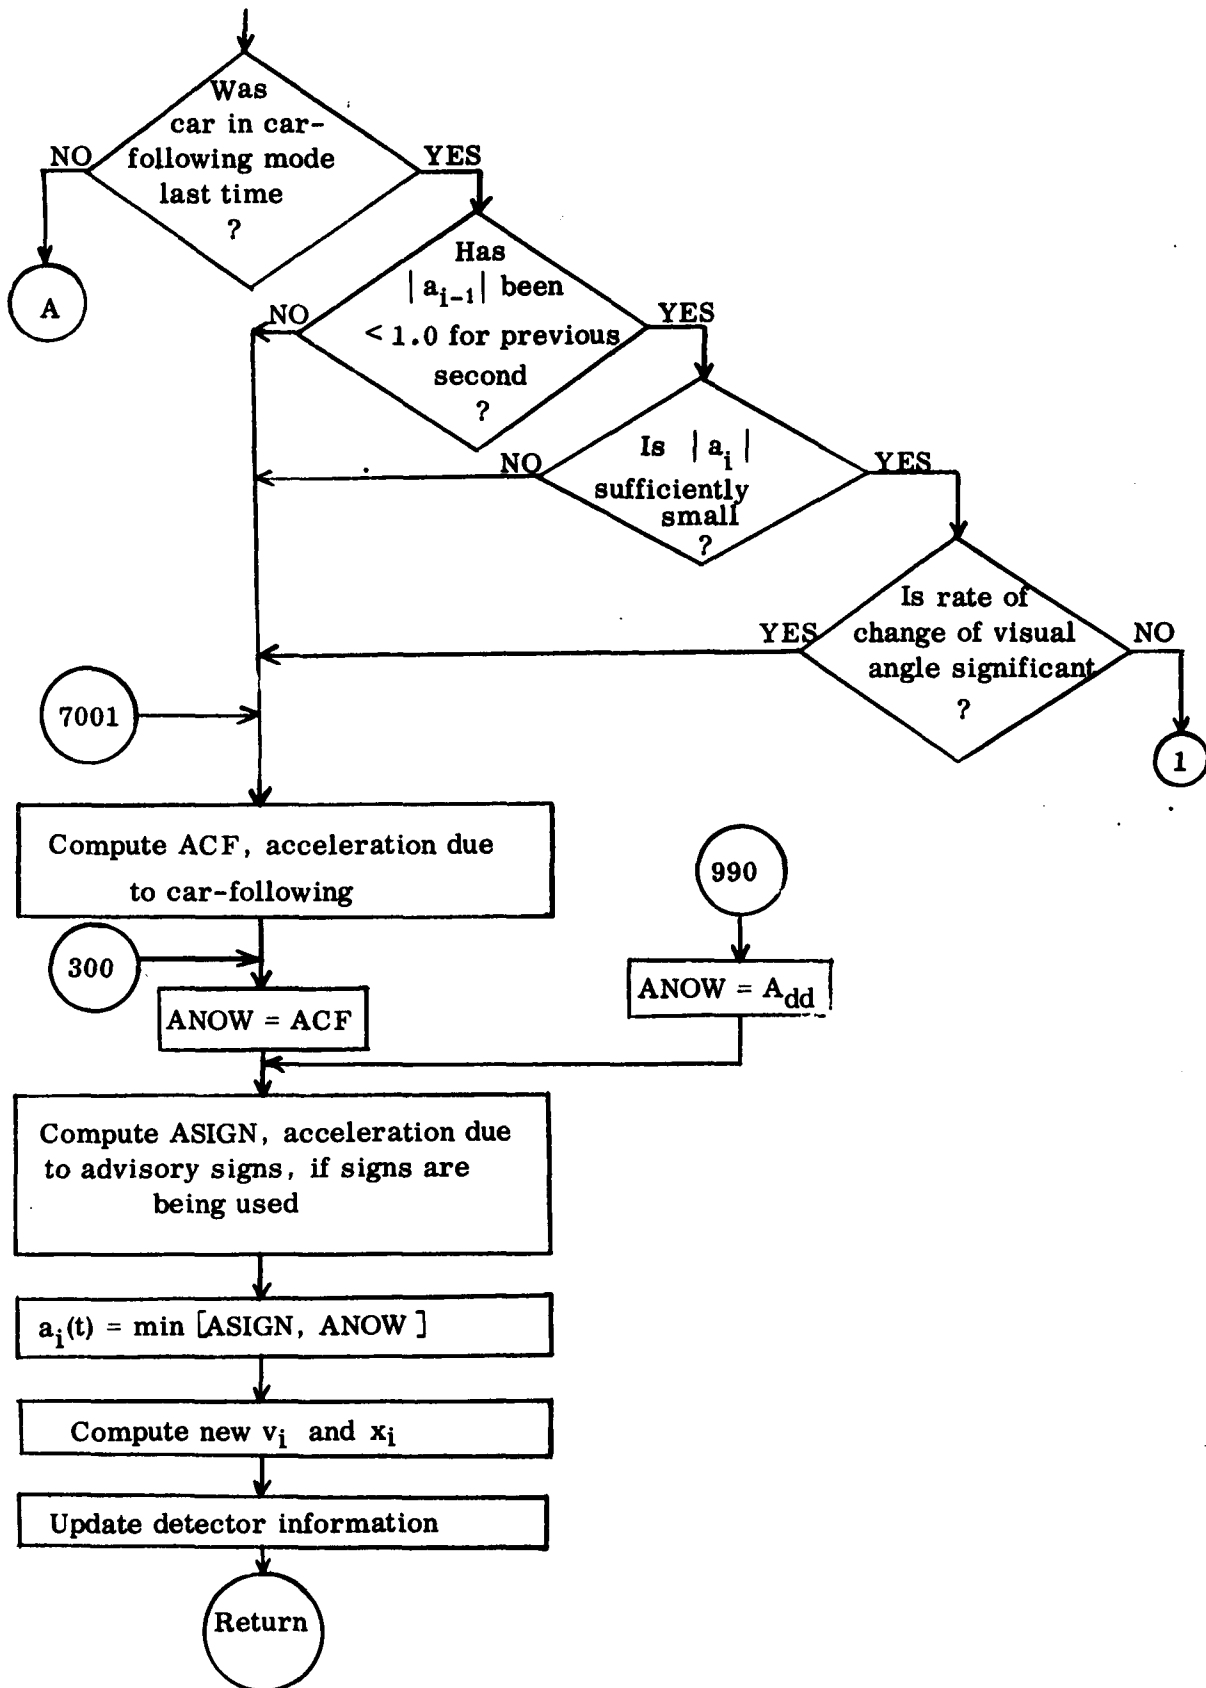 Was
car in car-
following mode
last time
?
NO
YES
A
Has
|a_{i-1}| been
< 1.0 for previous
second
?
NO
YES
Is |a_i|
sufficiently
small
?
NO
YES
Is rate of
change of visual
angle significant
?
YES
NO
1
7001
Compute ACF, acceleration due
to car-following
990
300
ANOW = ACF
ANOW = A_{dd}
Compute ASIGN, acceleration due
to advisory signs, if signs are
being used
a_i(t) = min [ASIGN, ANOW]
Compute new v_i and x_i
Update detector information
Return